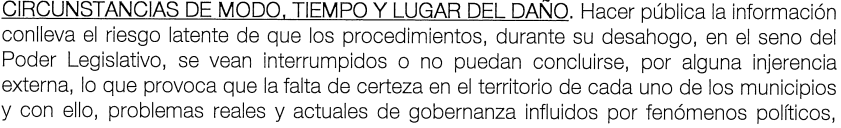 CIRCUNSTANCIAS DE MODO, TIEMPO Y LUGAR DEL DAÑO. Hacer pública la información
conlleva el riesgo latente de que los procedimientos, durante su desahogo, en el seno del
Poder Legislativo, se vean interrumpidos o no puedan concluirse, por alguna injerencia
externa, lo que provoca que la falta de certeza en el territorio de cada uno de los municipios
y con ello, problemas reales y actuales de gobernanza influidos por fenómenos políticos,